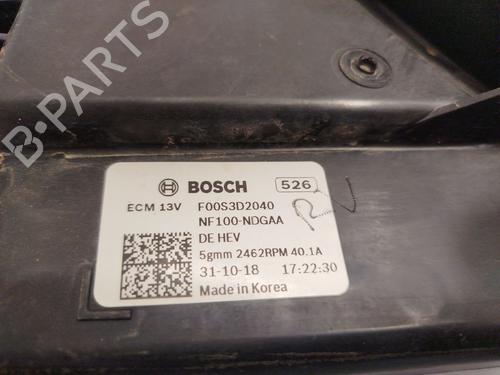 B-PARTS
BOSCH 526
ECM 13V F00S3D2040
NF100-NDGAA
DE HEV
5gmm 2462RPM 40.1A
31-10-18 17:22:30
Made in Korea